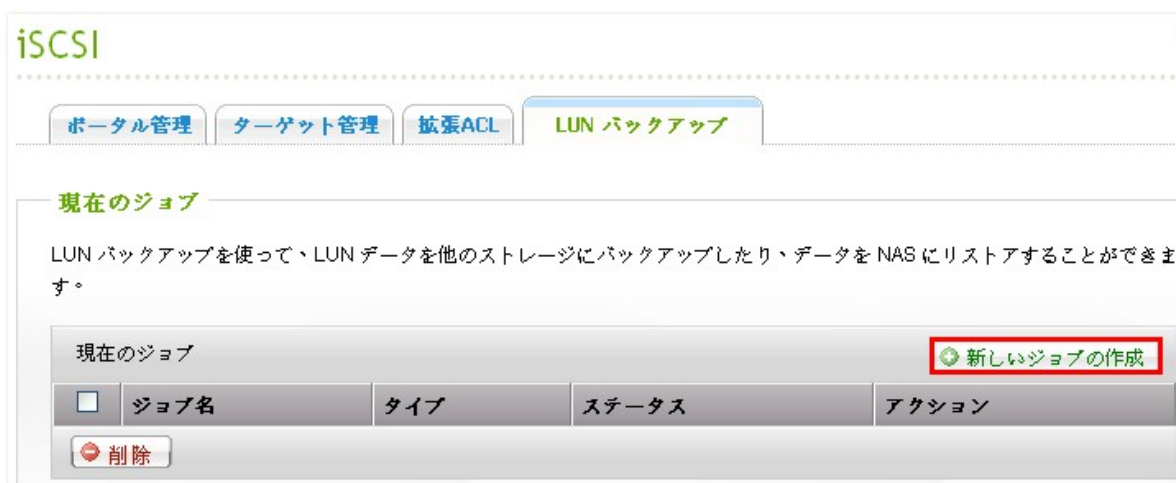 iSCSI
ポータル管理 ターゲット管理 拡張ACL LUN バックアップ
現在のジョブ
LUN バックアップを使って、LUN データを他のストレージにバックアップしたり、データを NAS にリストアすることができま
す。
現在のジョブ 新しいジョブの作成
ジョブ名 タイプ ステータス アクション
削除